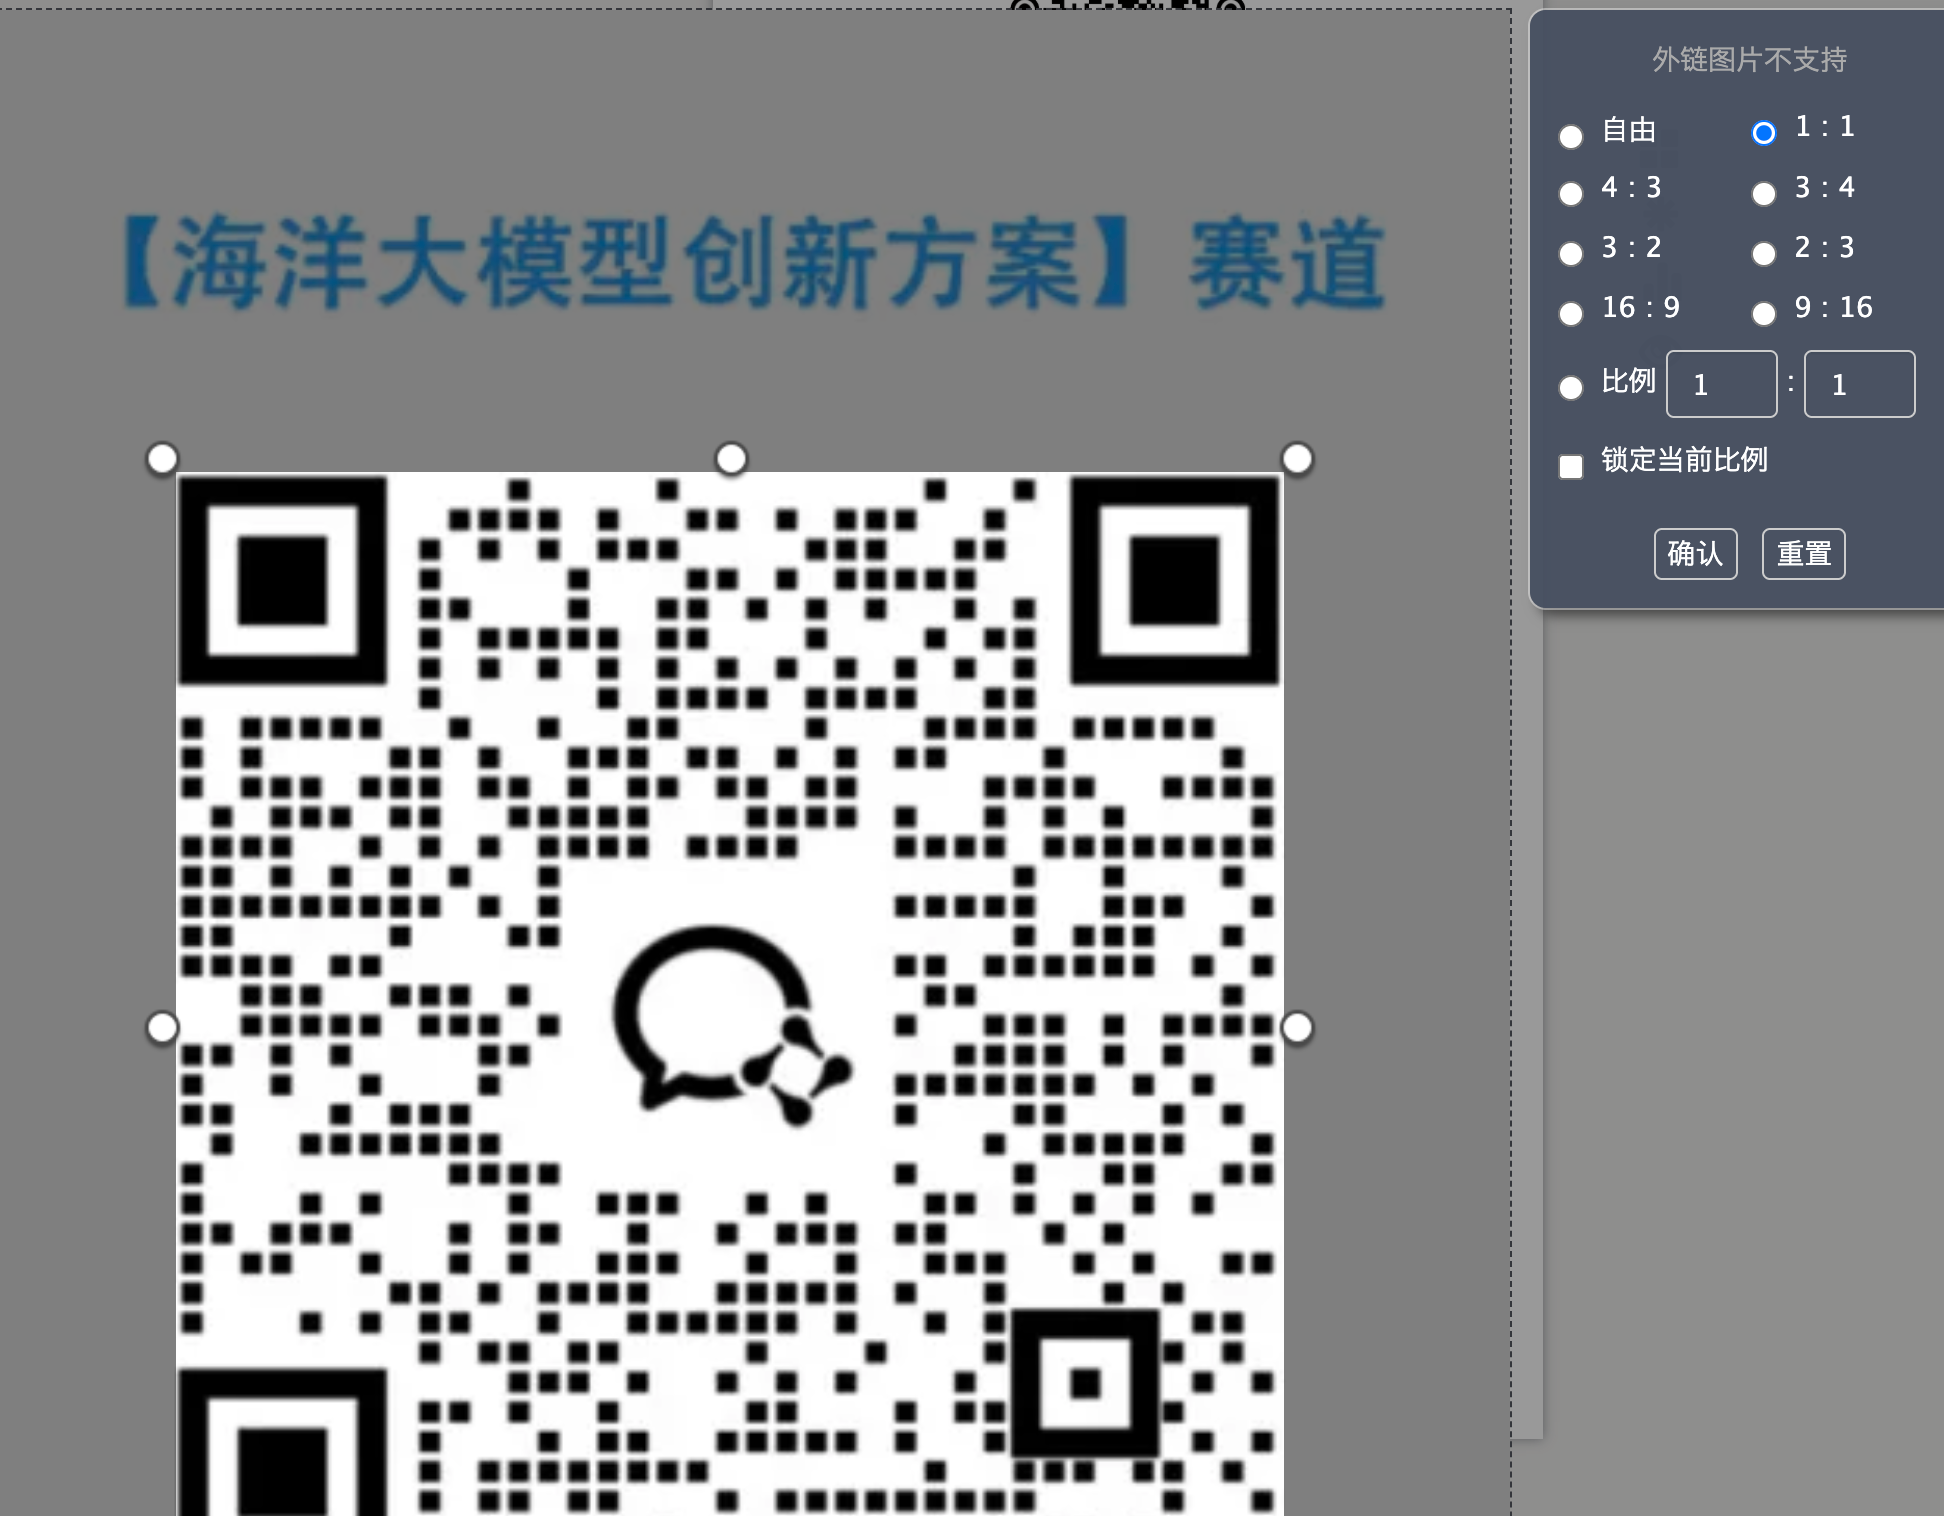 外链图片不支持
自由
1 : 1
4 : 3
3 : 4
3 : 2
2 : 3
16 : 9
9 : 16
比例 1 : 1
锁定当前比例
确认 重置
【海洋大模型创新方案】赛道